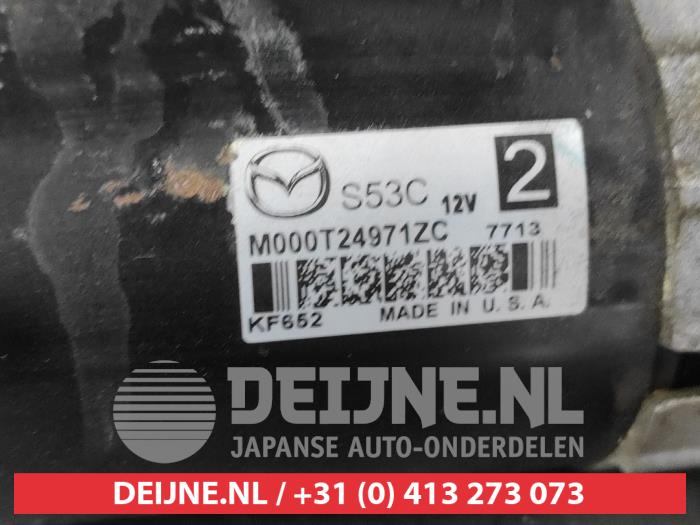 S53C 12V 2
M000T24971ZC 7713
KF652 MADE IN U.S.A.
DEIJNE.NL
JAPANSE AUTO-ONDERDELEN
DEIJNE.NL / +31 (0) 413 273 073